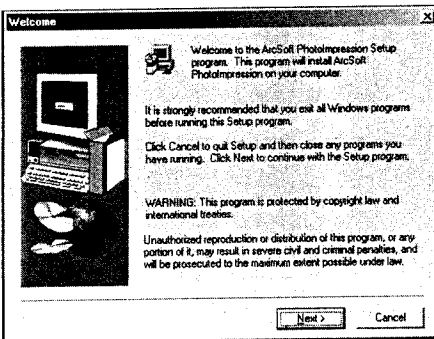 Welcome
Welcome to the ArcSoft PhotoImpression Setup
program. This program will install ArcSoft
PhotoImpression on your computer.
It is strongly recommended that you exit all Windows programs
before running this Setup program.
Click Cancel to quit Setup and then close any programs you
have running. Click Next to continue with the Setup program.
WARNING: This program is protected by copyright law and
international treaties.
Unauthorized reproduction or distribution of this program, or any
portion of it, may result in severe civil and criminal penalties, and
will be prosecuted to the maximum extent possible under law.
Next >
Cancel